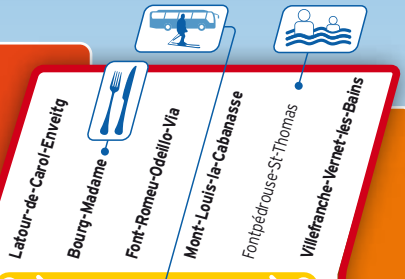 Latour-de-Carol-Enveitg
Bourg-Madame
Font-Romeu-Odeillo-Via
Mont-Louis-la-Cabanasse
Fontpédrouse-St-Thomas
Villefranche-Vernet-les-Bains